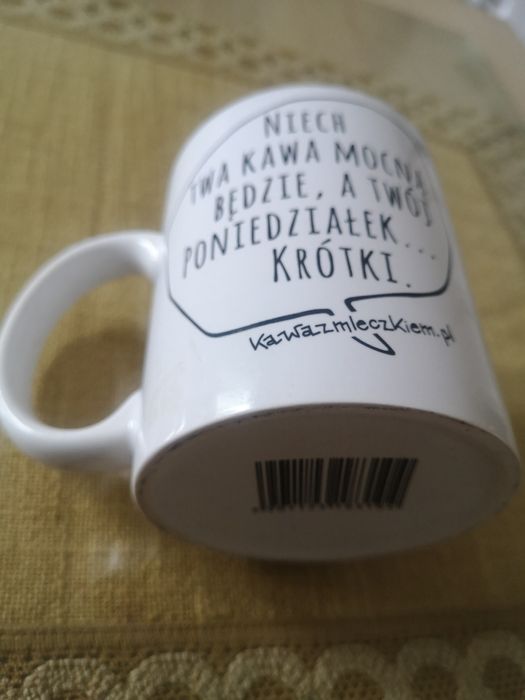 NIECH
TWA KAWA MOCNA
BĘDZIE, A TWÓJ
PONIEDZIAŁEK...
KRÓTKI.
kawazmleczkiem.pl